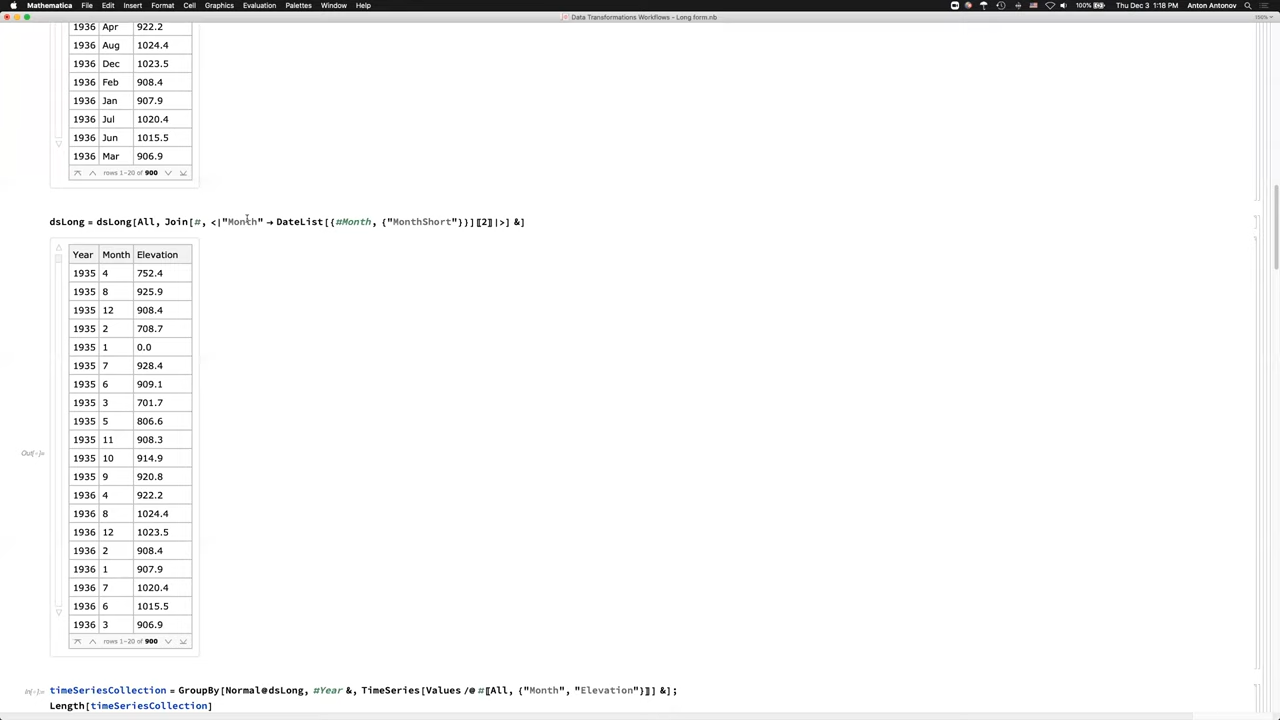 Mathematica File Edit Insert Format Cell Graphics Evaluation Palettes Window Help 100% Thu Dec 3 1:18 PM Anton Antonov
Data Transformations Workflows - Long form.nb 150%
1936 Apr 922.2
1936 Aug 1024.4
1936 Dec 1023.5
1936 Feb 908.4
1936 Jan 907.9
1936 Jul 1020.4
1936 Jun 1015.5
1936 Mar 906.9
rows 1–20 of 900
dsLong = dsLong[All, Join[#, <|"Month" → DateList[{#Month, {"MonthShort"}}]〚2〛|>] &]
Year Month Elevation
1935 4 752.4
1935 8 925.9
1935 12 908.4
1935 2 708.7
1935 1 0.0
1935 7 928.4
1935 6 909.1
1935 3 701.7
1935 5 806.6
1935 11 908.3
1935 10 914.9
1935 9 920.8
1936 4 922.2
1936 8 1024.4
1936 12 1023.5
1936 2 908.4
1936 1 907.9
1936 7 1020.4
1936 6 1015.5
1936 3 906.9
rows 1–20 of 900
Out[•]=
In[•]:= timeSeriesCollection = GroupBy[Normal@dsLong, #Year &, TimeSeries[Values /@ #〚All, {"Month", "Elevation"}〛] &];
Length[timeSeriesCollection]